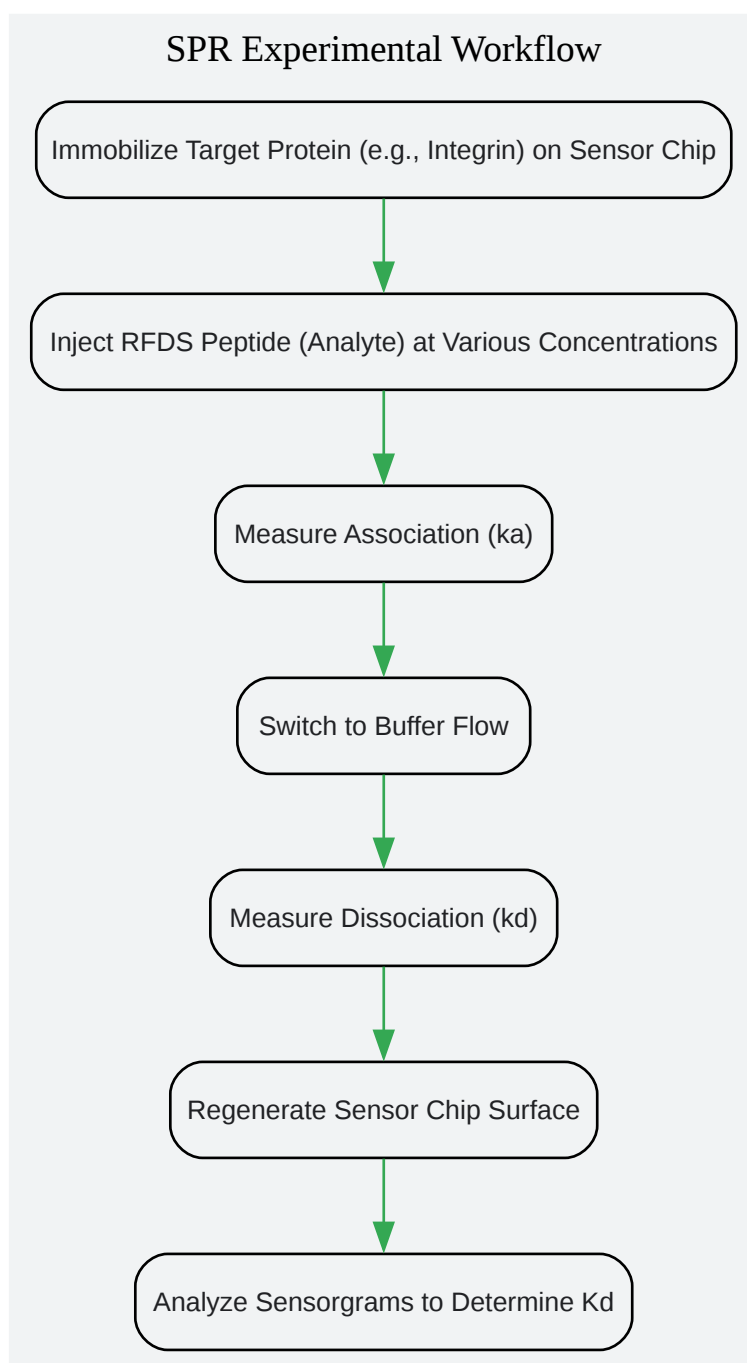 SPR Experimental Workflow
Immobilize Target Protein (e.g., Integrin) on Sensor Chip
Inject RFDS Peptide (Analyte) at Various Concentrations
Measure Association (ka)
Switch to Buffer Flow
Measure Dissociation (kd)
Regenerate Sensor Chip Surface
Analyze Sensorgrams to Determine Kd